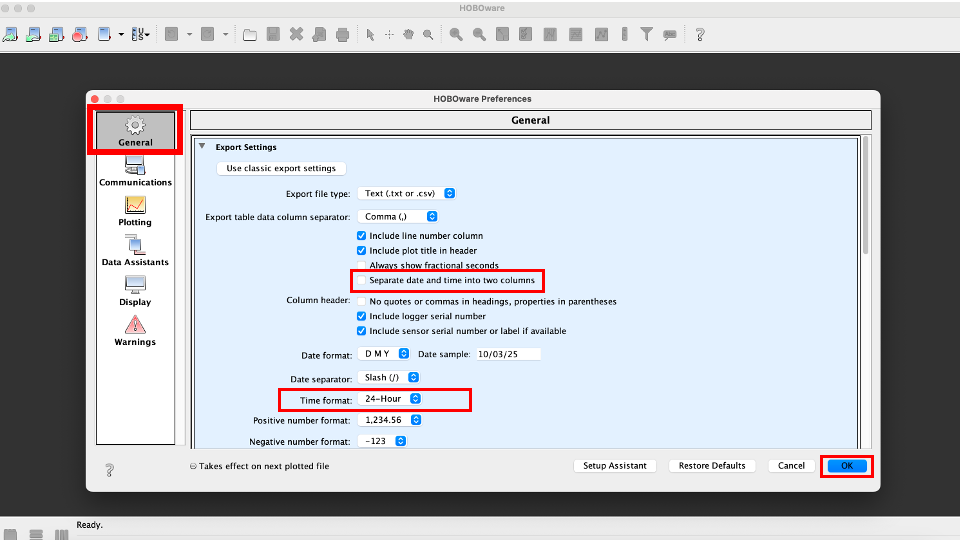 HOBOware
HOBOware Preferences
General
Communications
Plotting
Data Assistants
Display
Warnings
General
Export Settings
Use classic export settings
Export file type: Text (.txt or .csv)
Export table data column separator: Comma (,)
Include line number column
Include plot title in header
Always show fractional seconds
Separate date and time into two columns
Column header: No quotes or commas in headings, properties in parentheses
Include logger serial number
Include sensor serial number or label if available
Date format: D M Y Date sample: 10/03/25
Date separator: Slash (/)
Time format: 24-Hour
Positive number format: 1,234.56
Negative number format: -123
? Takes effect on next plotted file Setup Assistant Restore Defaults Cancel OK
Ready.